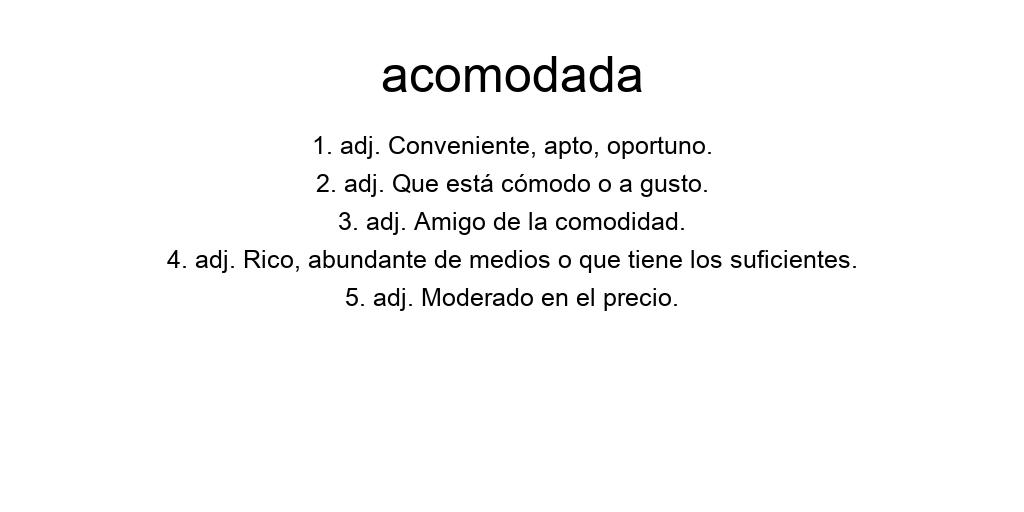 acomodada
1. adj. Conveniente, apto, oportuno.
2. adj. Que está cómodo o a gusto.
3. adj. Amigo de la comodidad.
4. adj. Rico, abundante de medios o que tiene los suficientes.
5. adj. Moderado en el precio.